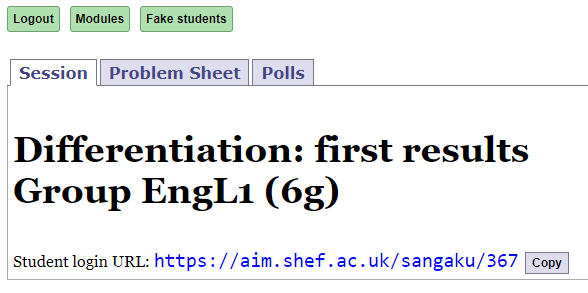 Logout Modules Fake students
Session Problem Sheet Polls
Differentiation: first results
Group EngL1 (6g)
Student login URL: https://aim.shef.ac.uk/sangaku/367 Copy